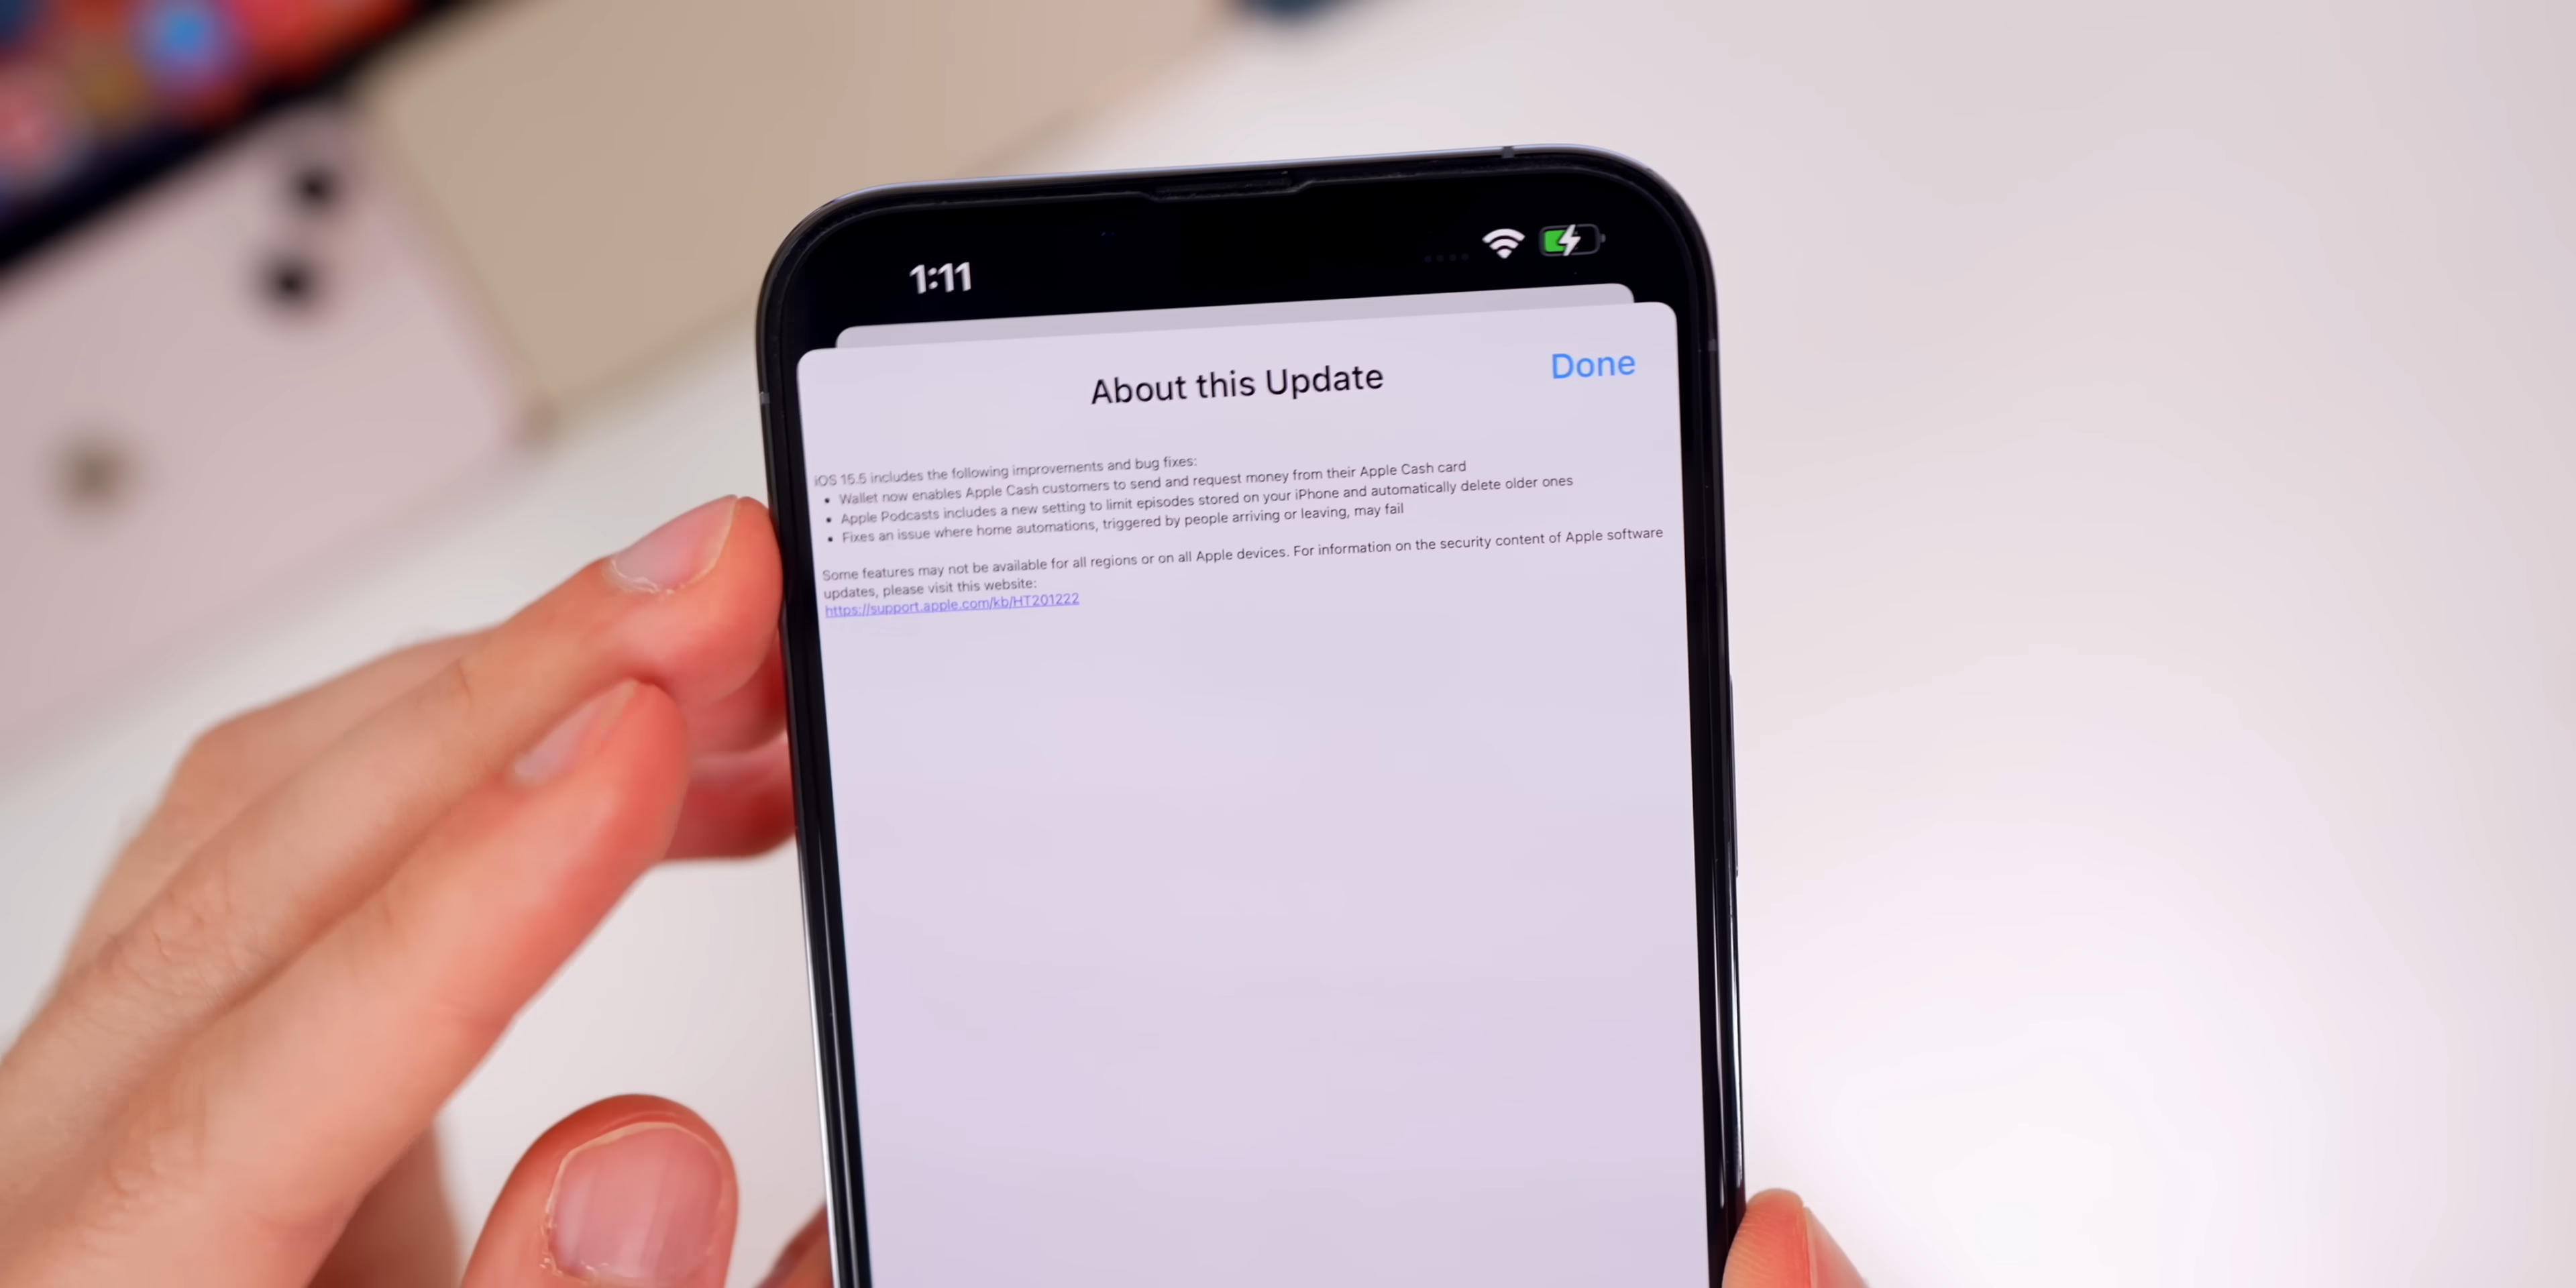 1:11
About this Update
Done
iOS 15.5 includes the following improvements and bug fixes:
• Wallet now enables Apple Cash customers to send and request money from their Apple Cash card
• Apple Podcasts includes a new setting to limit episodes stored on your iPhone and automatically delete older ones
• Fixes an issue where home automations, triggered by people arriving or leaving, may fail
Some features may not be available for all regions or on all Apple devices. For information on the security content of Apple software
updates, please visit this website:
https://support.apple.com/kb/HT201222